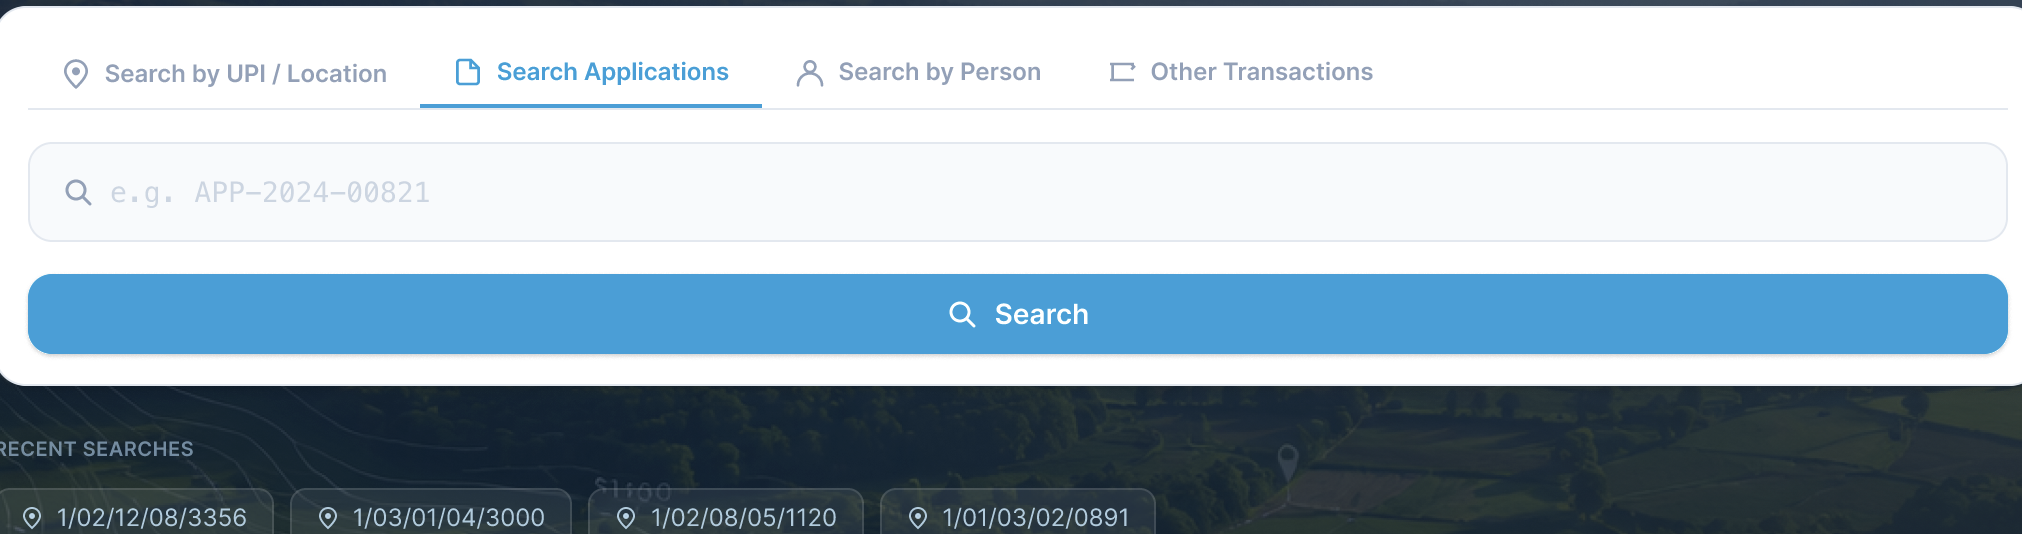 Search by UPI / Location
Search Applications
Search by Person
Other Transactions
e.g. APP-2024-00821
Search
RECENT SEARCHES
1/02/12/08/3356
1/03/01/04/3000
1/02/08/05/1120
1/01/03/02/0891